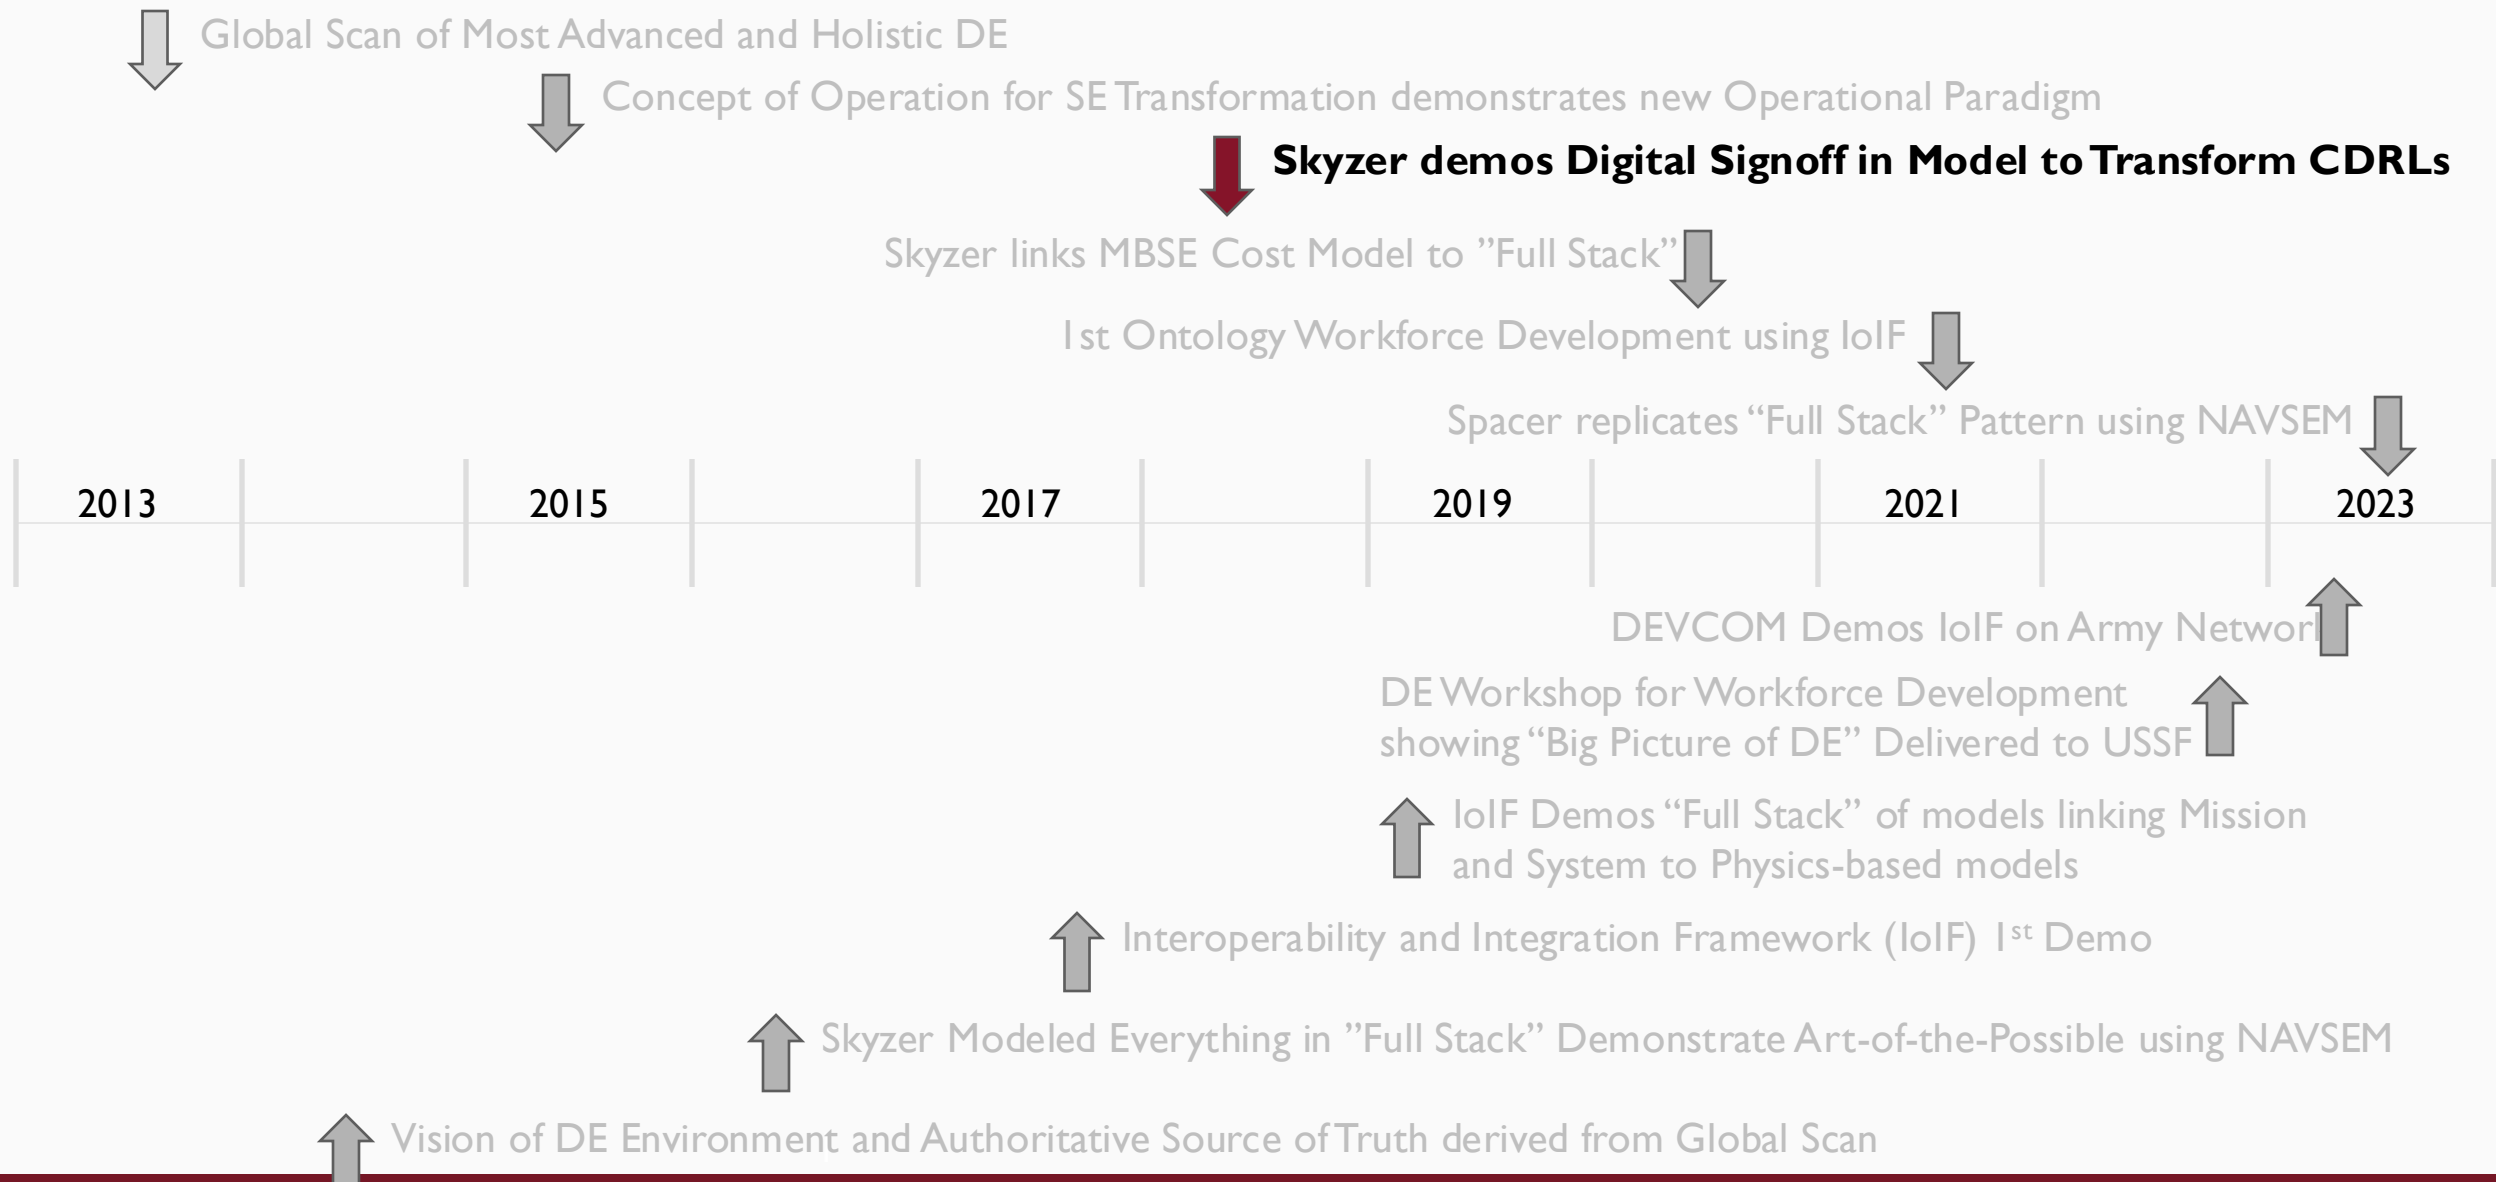 Global Scan of Most Advanced and Holistic DE
Concept of Operation for SE Transformation demonstrates new Operational Paradigm
Skyzer demos Digital Signoff in Model to Transform CDRLs
Skyzer links MBSE Cost Model to ”Full Stack”
1st Ontology Workforce Development using IoIF
Spacer replicates “Full Stack” Pattern using NAVSEM
2013 2015 2017 2019 2021 2023
DEVCOM Demos IoIF on Army Network
DE Workshop for Workforce Development
showing “Big Picture of DE” Delivered to USSF
IoIF Demos “Full Stack” of models linking Mission
and System to Physics-based models
Interoperability and Integration Framework (IoIF) 1st Demo
Skyzer Modeled Everything in ”Full Stack” Demonstrate Art-of-the-Possible using NAVSEM
Vision of DE Environment and Authoritative Source of Truth derived from Global Scan